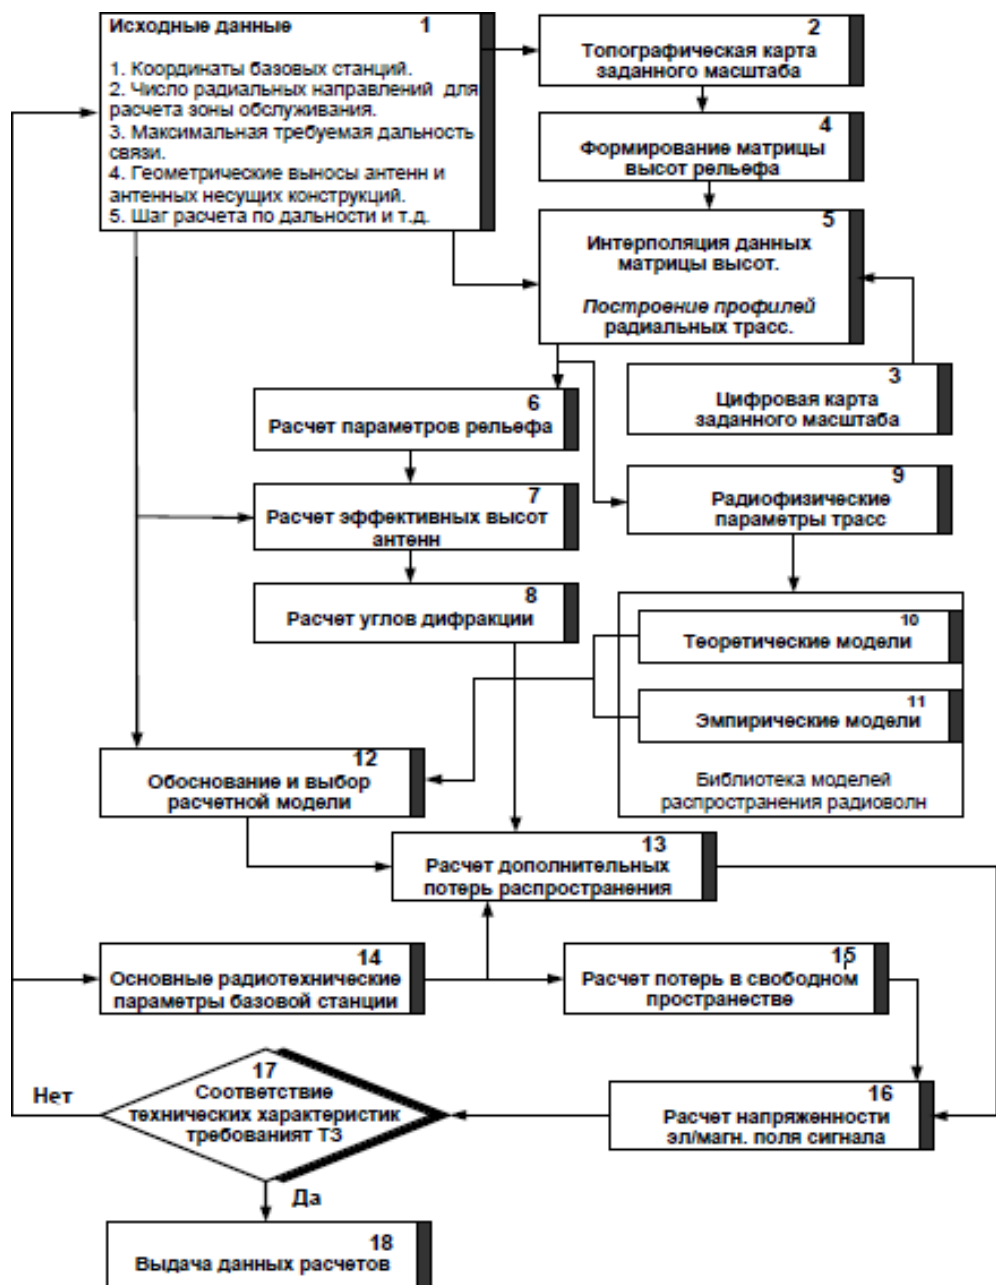 Исходные данные 1
1. Координаты базовых станций.
2. Число радиальных направлений для
расчета зоны обслуживания.
3. Максимальная требуемая дальность
связи.
4. Геометрические выносы антенн и
антенных несущих конструкций.
5. Шаг расчета по дальности и т.д.
2
Топографическая карта
заданного масштаба
4
Формирование матрицы
высот рельефа
5
Интерполяция данных
матрицы высот.
Построение профилей
радиальных трасс.
3
Цифровая карта
заданного масштаба
6
Расчет параметров рельефа
7
Расчет эффективных высот
антенн
8
Расчет углов дифракции
9
Радиофизические
параметры трасс
10
Теоретические модели
11
Эмпирические модели
Библиотека моделей
распространения радиоволн
12
Обоснование и выбор
расчетной модели
13
Расчет дополнительных
потерь распространения
14
Основные радиотехнические
параметры базовой станции
15
Расчет потерь в свободном
пространстве
16
Расчет напряженности
эл/магн. поля сигнала
17
Соответствие
технических характеристик
требованият ТЗ
Нет
Да
18
Выдача данных расчетов